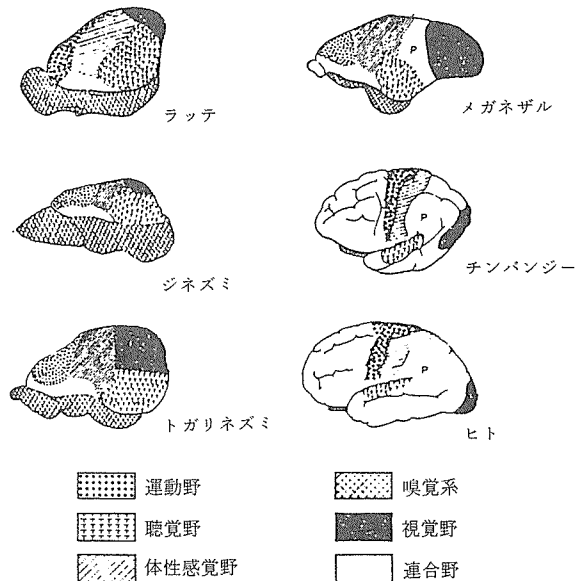 ラッテ
P
メガネザル
ジネズミ
P
チンバンジー
トガリネズミ
P
ヒト
運動野
嗅覚系
聴覚野
視覚野
体性感覚野
連合野